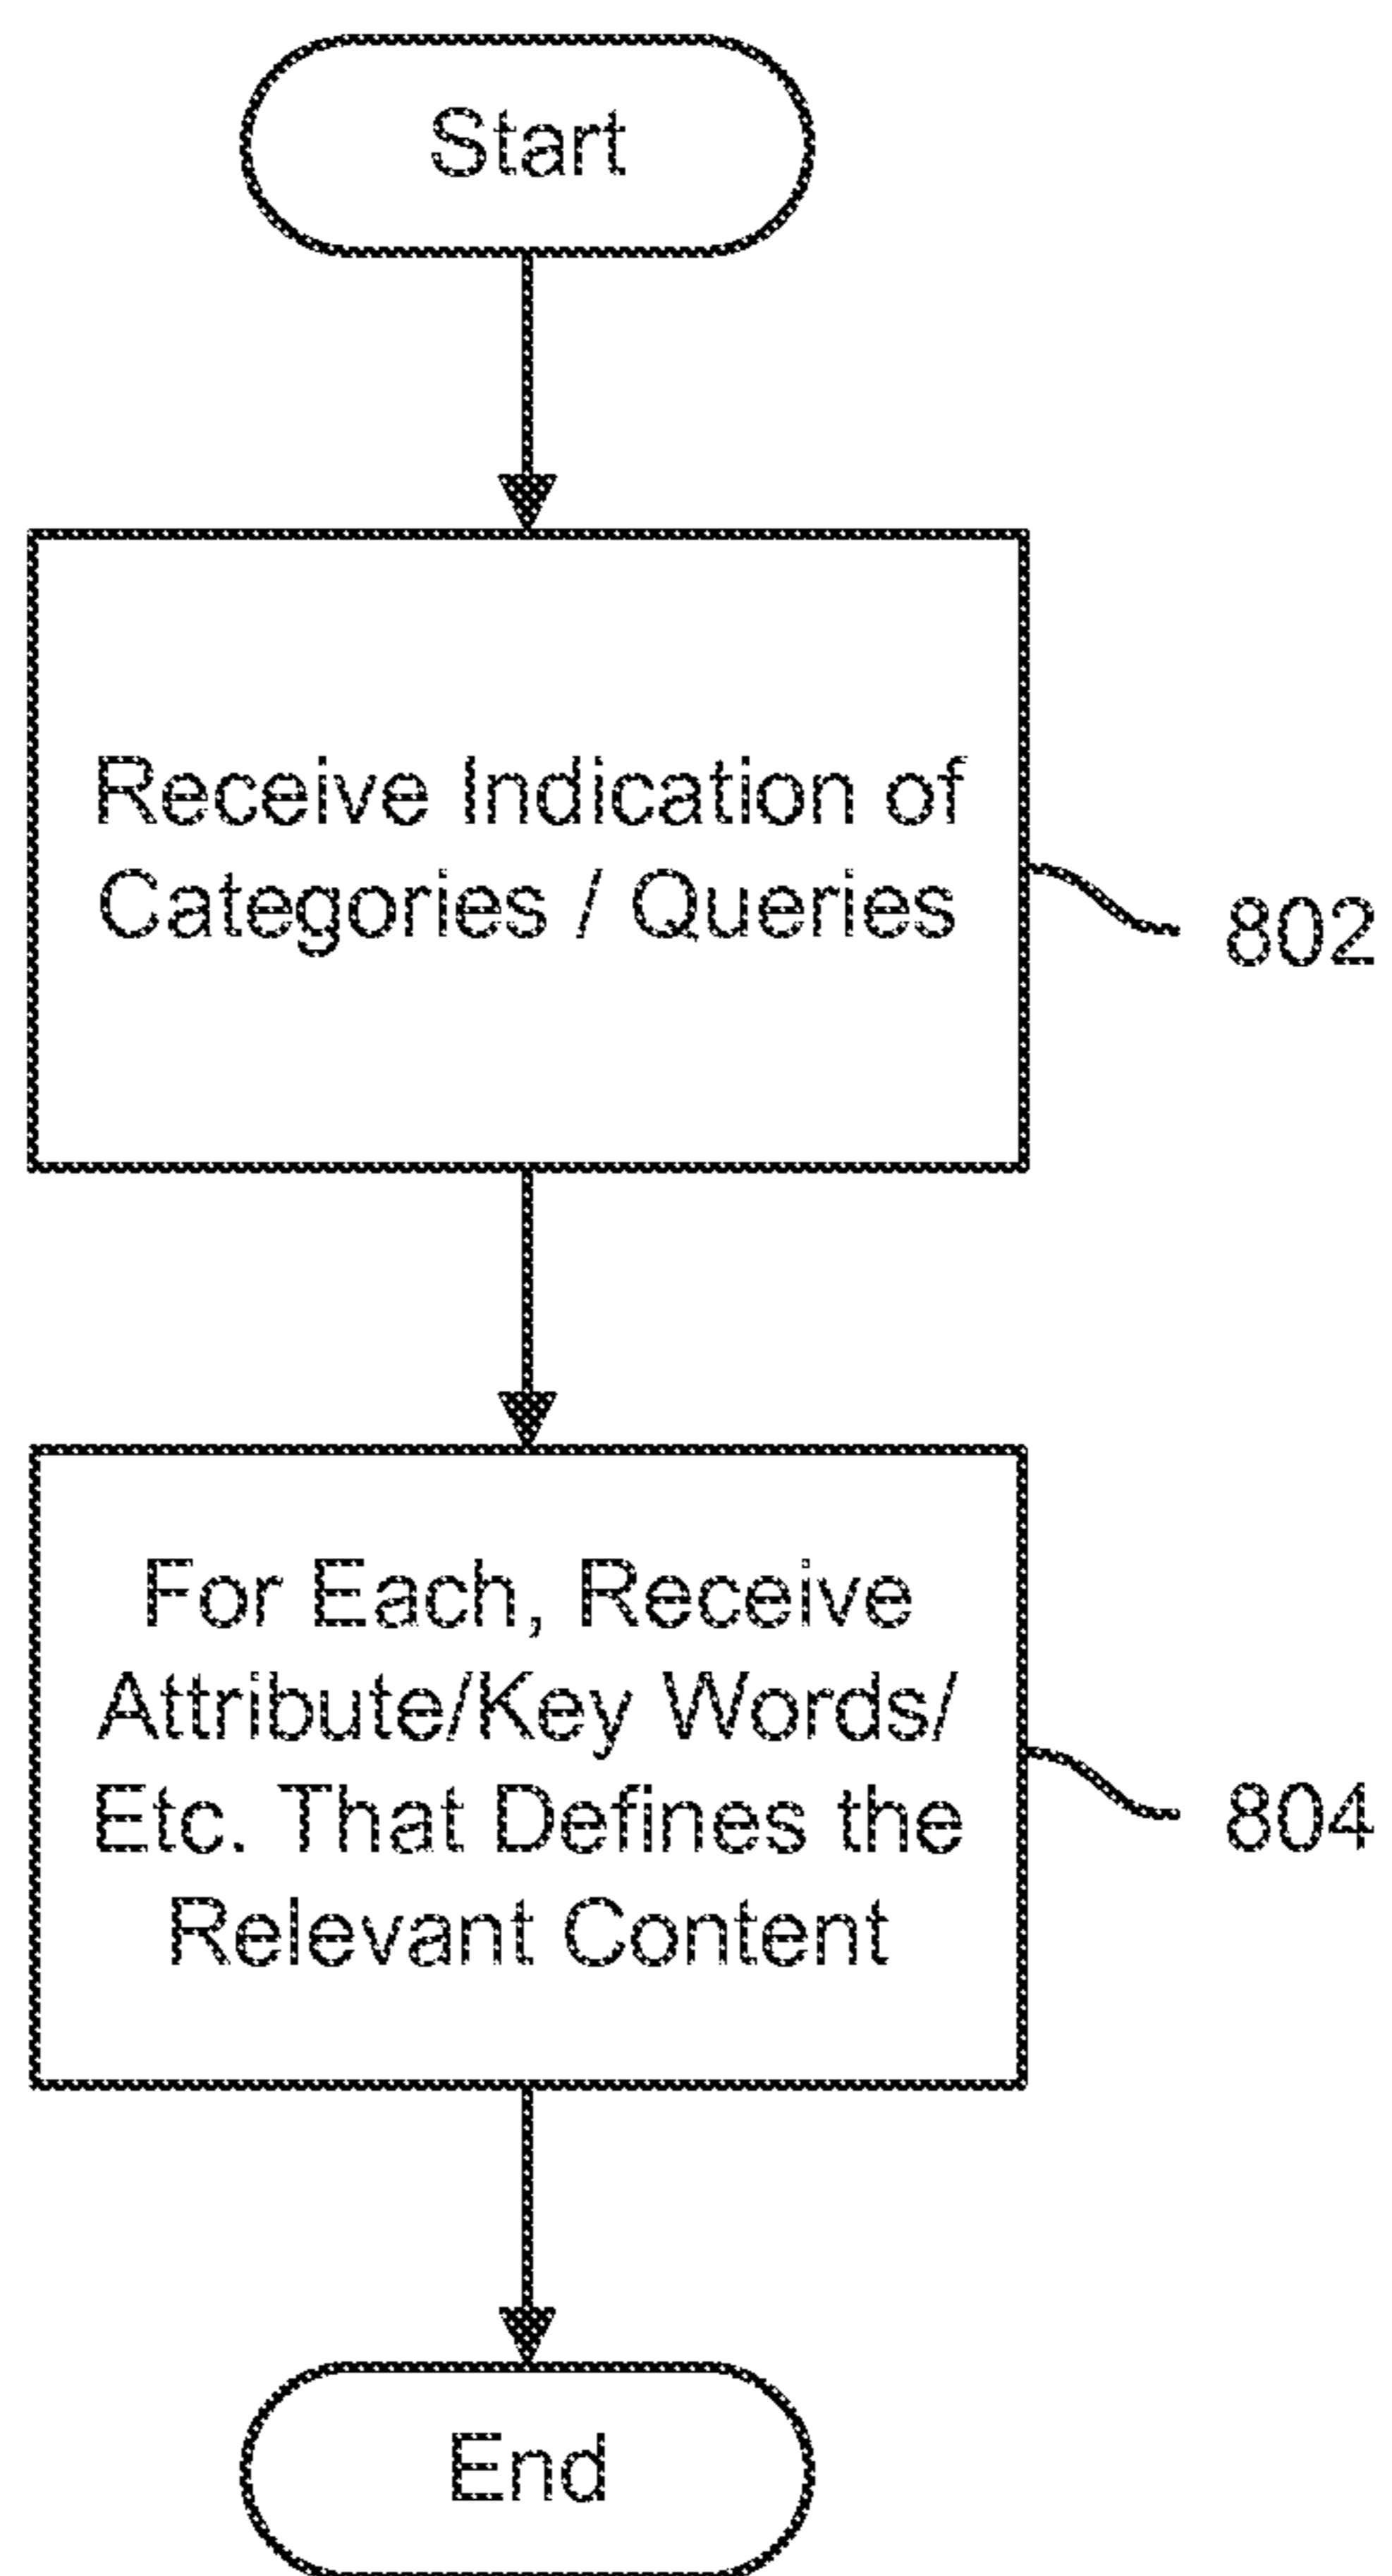 Start
Receive Indication of
Categories / Queries
802
For Each, Receive
Attribute/Key Words/
Etc. That Defines the
Relevant Content
804
End